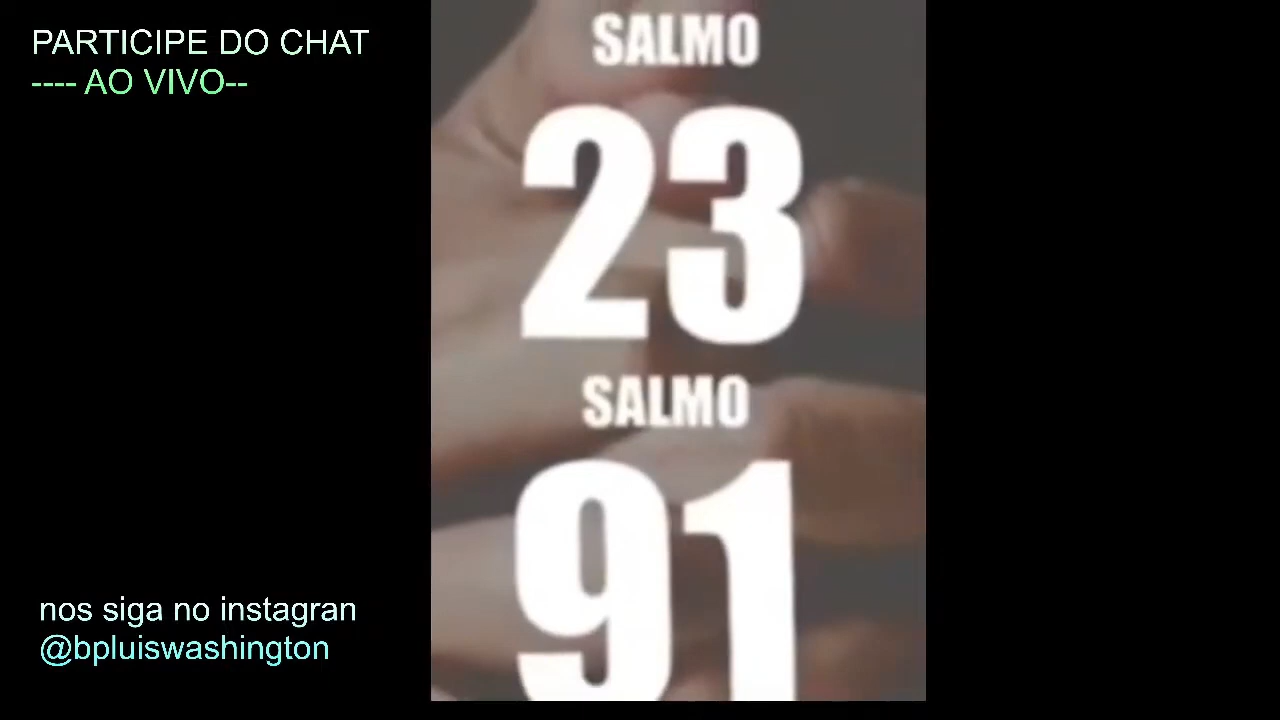 PARTICIPE DO CHAT
---- AO VIVO--
SALMO
23
SALMO
91
nos siga no instagran
@bpluiswashington